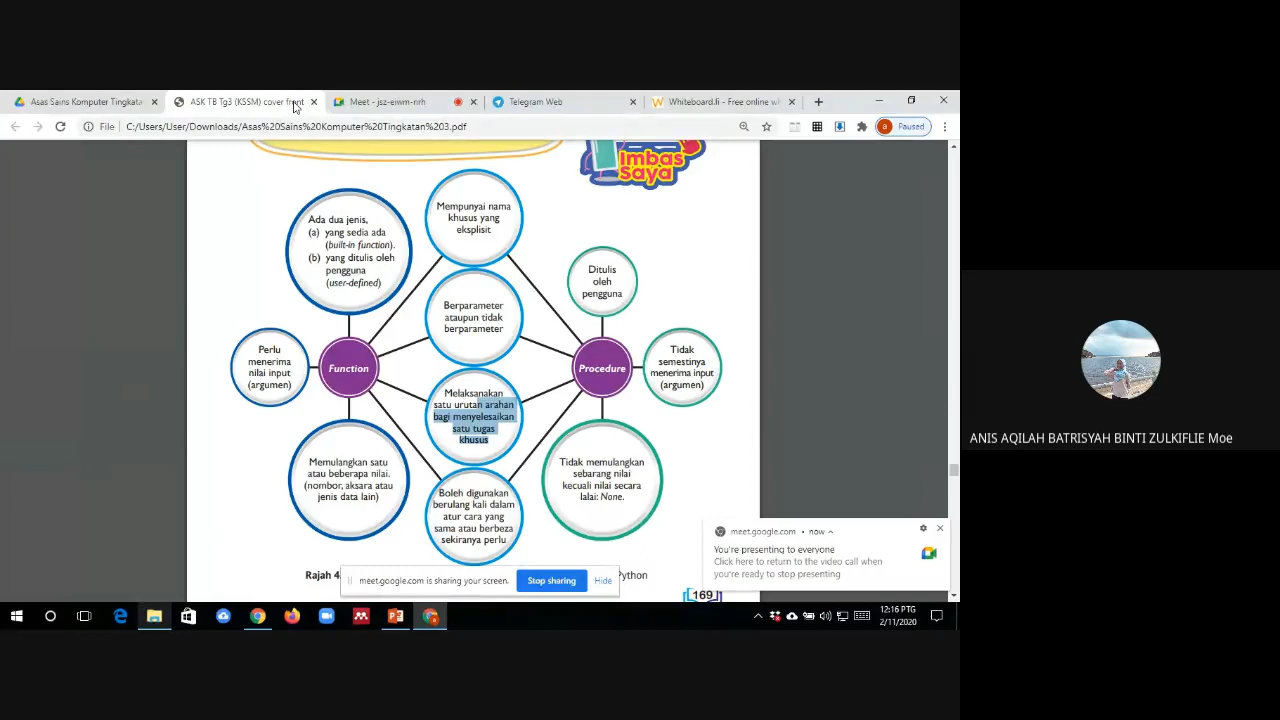 Asas Sains Komputer Tingkata
ASK TB Tg3 (KSSM) cover front
Meet - jsz-eiwm-nrh
Telegram Web
Whiteboard.fi - Free online wh
File
C:/Users/User/Downloads/Asas%20Sains%20Komputer%20Tingkatan%203.pdf
a
Paused
Imbas
Saya
Ada dua jenis,
(a) yang sedia ada
(built-in function).
(b) yang ditulis oleh
pengguna
(user-defined)
Mempunyai nama
khusus yang
eksplisit
Ditulis
oleh
pengguna
Berparameter
ataupun tidak
berparameter
Perlu
menerima
nilai input
(argumen)
Function
Procedure
Tidak
semestinya
menerima input
(argumen)
Melaksanakan
satu urutan arahan
bagi menyelesaikan
satu tugas
khusus
Memulangkan satu
atau beberapa nilai.
(nombor, aksara atau
jenis data lain)
Tidak memulangkan
sebarang nilai
kecuali nilai secara
lalai: None.
Boleh digunakan
berulang kali dalam
atur cara yang
sama atau berbeza
sekiranya perlu
Rajah 4.
Python
169
meet.google.com is sharing your screen.
Stop sharing
Hide
meet.google.com • now
You're presenting to everyone
Click here to return to the video call when
you're ready to stop presenting
12:16 PTG
2/11/2020
ANIS AQILAH BATRISYAH BINTI ZULKIFLIE Moe